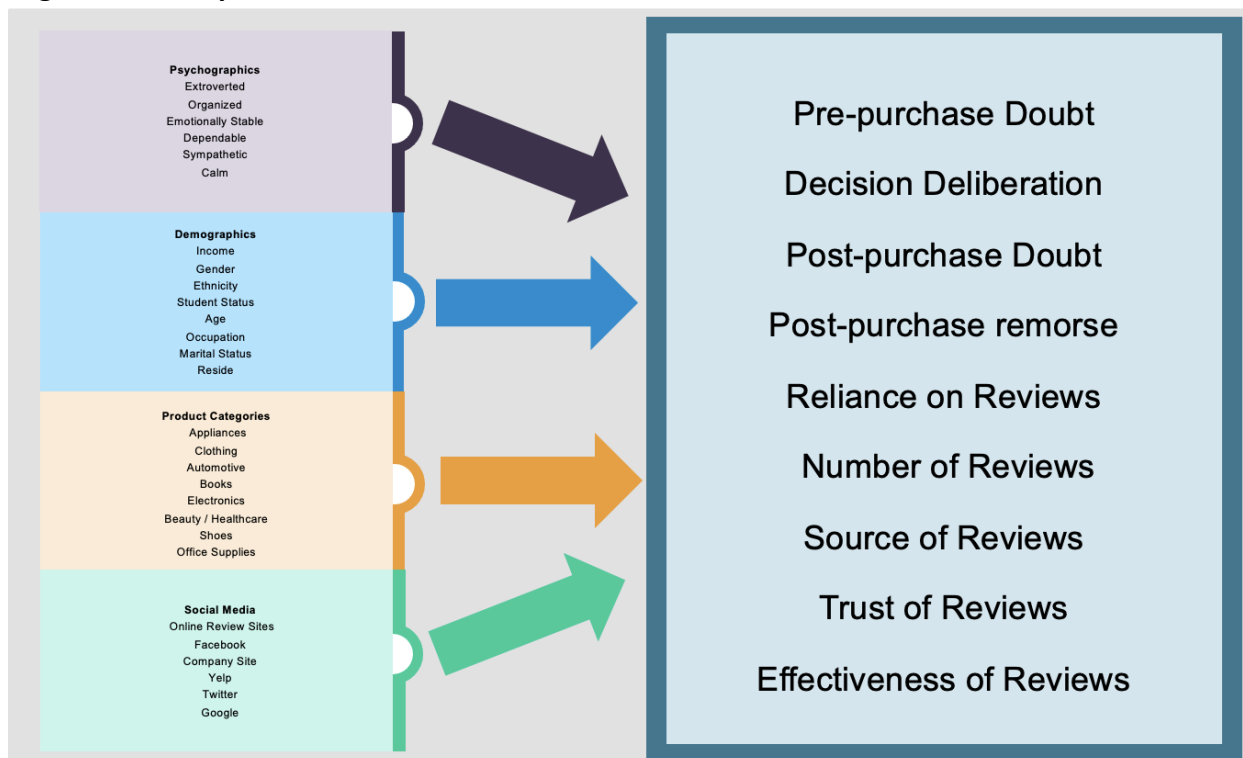 Psychographics
Extroverted
Organized
Emotionally Stable
Dependable
Sympathetic
Calm
Demographics
Income
Gender
Ethnicity
Student Status
Age
Occupation
Marital Status
Reside
Product Categories
Appliances
Clothing
Automotive
Books
Electronics
Beauty / Healthcare
Shoes
Office Supplies
Social Media
Online Review Sites
Facebook
Company Site
Yelp
Twitter
Google
Pre-purchase Doubt
Decision Deliberation
Post-purchase Doubt
Post-purchase remorse
Reliance on Reviews
Number of Reviews
Source of Reviews
Trust of Reviews
Effectiveness of Reviews